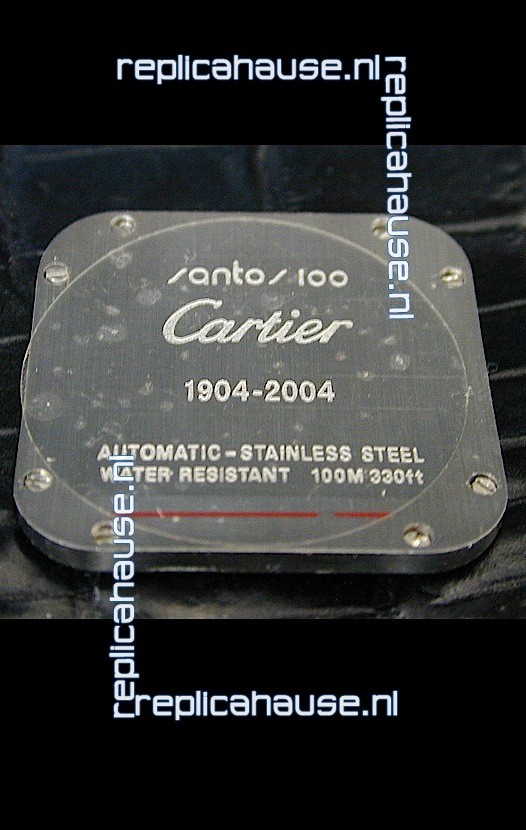 replicahause.nl
replicahause.nl
santos 100
Cartier
1904-2004
AUTOMATIC-STAINLESS STEEL
WATER RESISTANT 100M 330ft
replicahause.nl
replicahause.nl